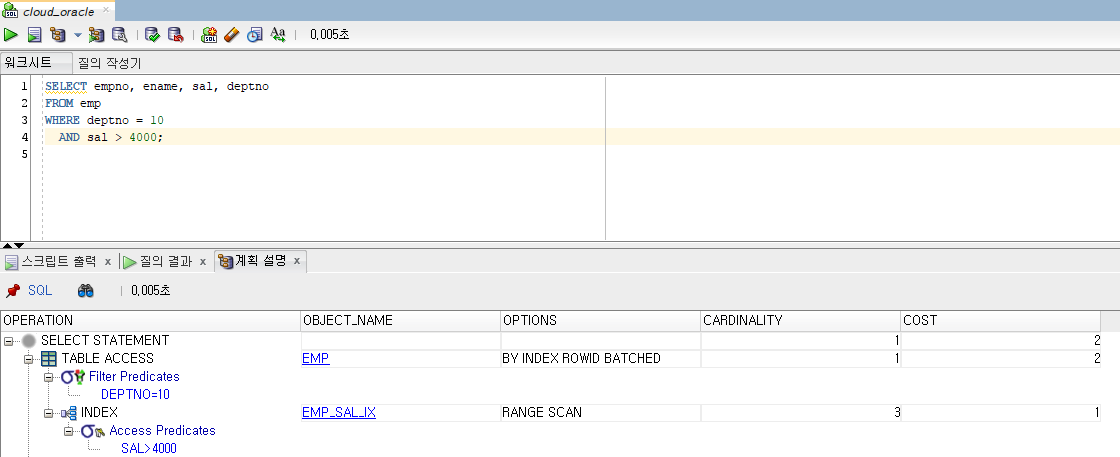 cloud_oracle
0.005초
워크시트 질의 작성기
1 SELECT empno, ename, sal, deptno
2 FROM emp
3 WHERE deptno = 10
4 AND sal > 4000;
5
스크립트 출력 x 질의 결과 x 계획 설명 x
SQL 0.005초
OPERATION OBJECT_NAME OPTIONS CARDINALITY COST
SELECT STATEMENT 1 2
TABLE ACCESS EMP BY INDEX ROWID BATCHED 1 2
Filter Predicates
DEPTNO=10
INDEX EMP_SAL_IX RANGE SCAN 3 1
Access Predicates
SAL>4000